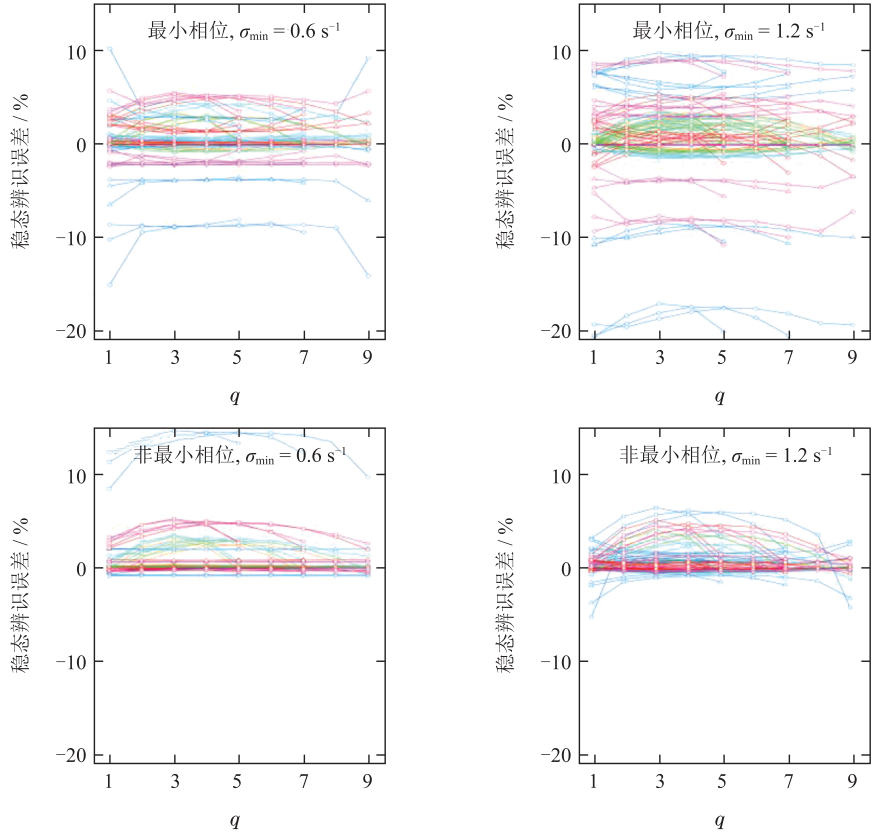 最小相位, σmin = 0.6 s⁻¹
10
0
−10
−20
稳态辨识误差 / %
1 3 5 7 9
q
最小相位, σmin = 1.2 s⁻¹
10
0
−10
−20
稳态辨识误差 / %
1 3 5 7 9
q
非最小相位, σmin = 0.6 s⁻¹
10
0
−10
−20
稳态辨识误差 / %
1 3 5 7 9
q
非最小相位, σmin = 1.2 s⁻¹
10
0
−10
−20
稳态辨识误差 / %
1 3 5 7 9
q